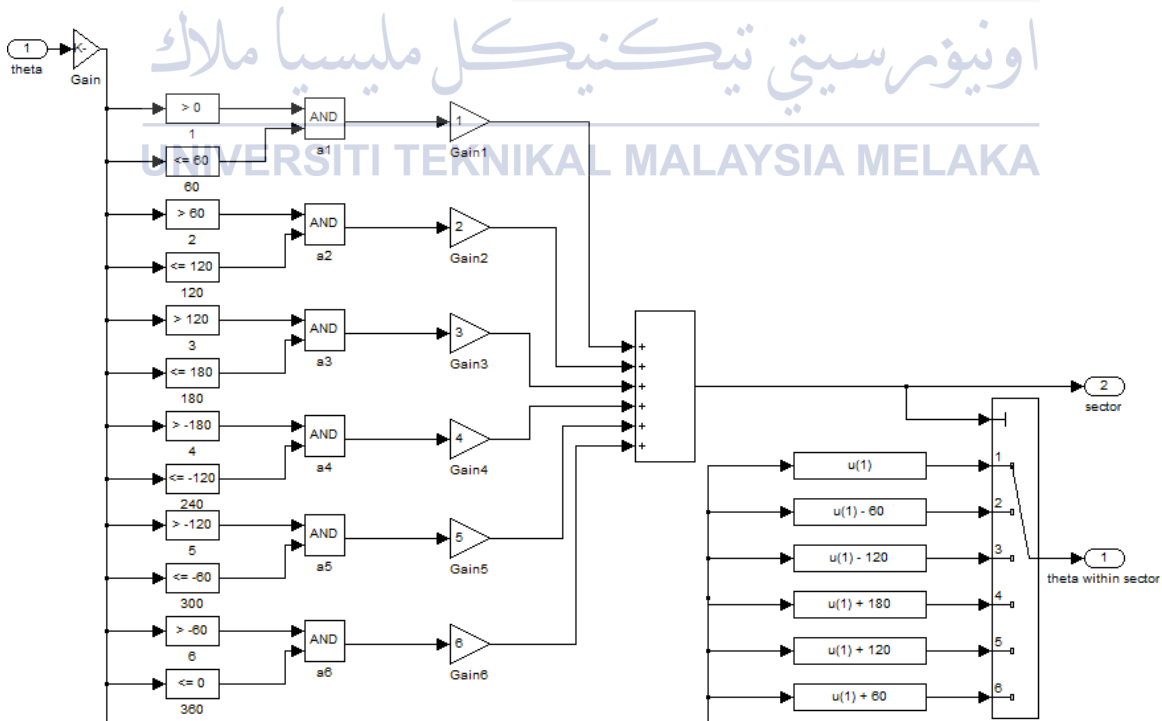 اونيۏرسيتي تيكنيكل مليسيا ملاك
UNIVERSITI TEKNIKAL MALAYSIA MELAKA
1
theta
K-
Gain
> 0
1
<= 60
60
AND
a1
1
Gain1
> 60
2
<= 120
120
AND
a2
2
Gain2
> 120
3
<= 180
180
AND
a3
3
Gain3
> -180
4
<= -120
240
AND
a4
4
Gain4
> -120
5
<= -60
300
AND
a5
5
Gain5
> -60
6
<= 0
360
AND
a6
6
Gain6
+
+
+
+
+
+
2
sector
u(1)
1
u(1) - 60
2
u(1) - 120
3
u(1) + 180
4
u(1) + 120
5
u(1) + 60
6
1
theta within sector